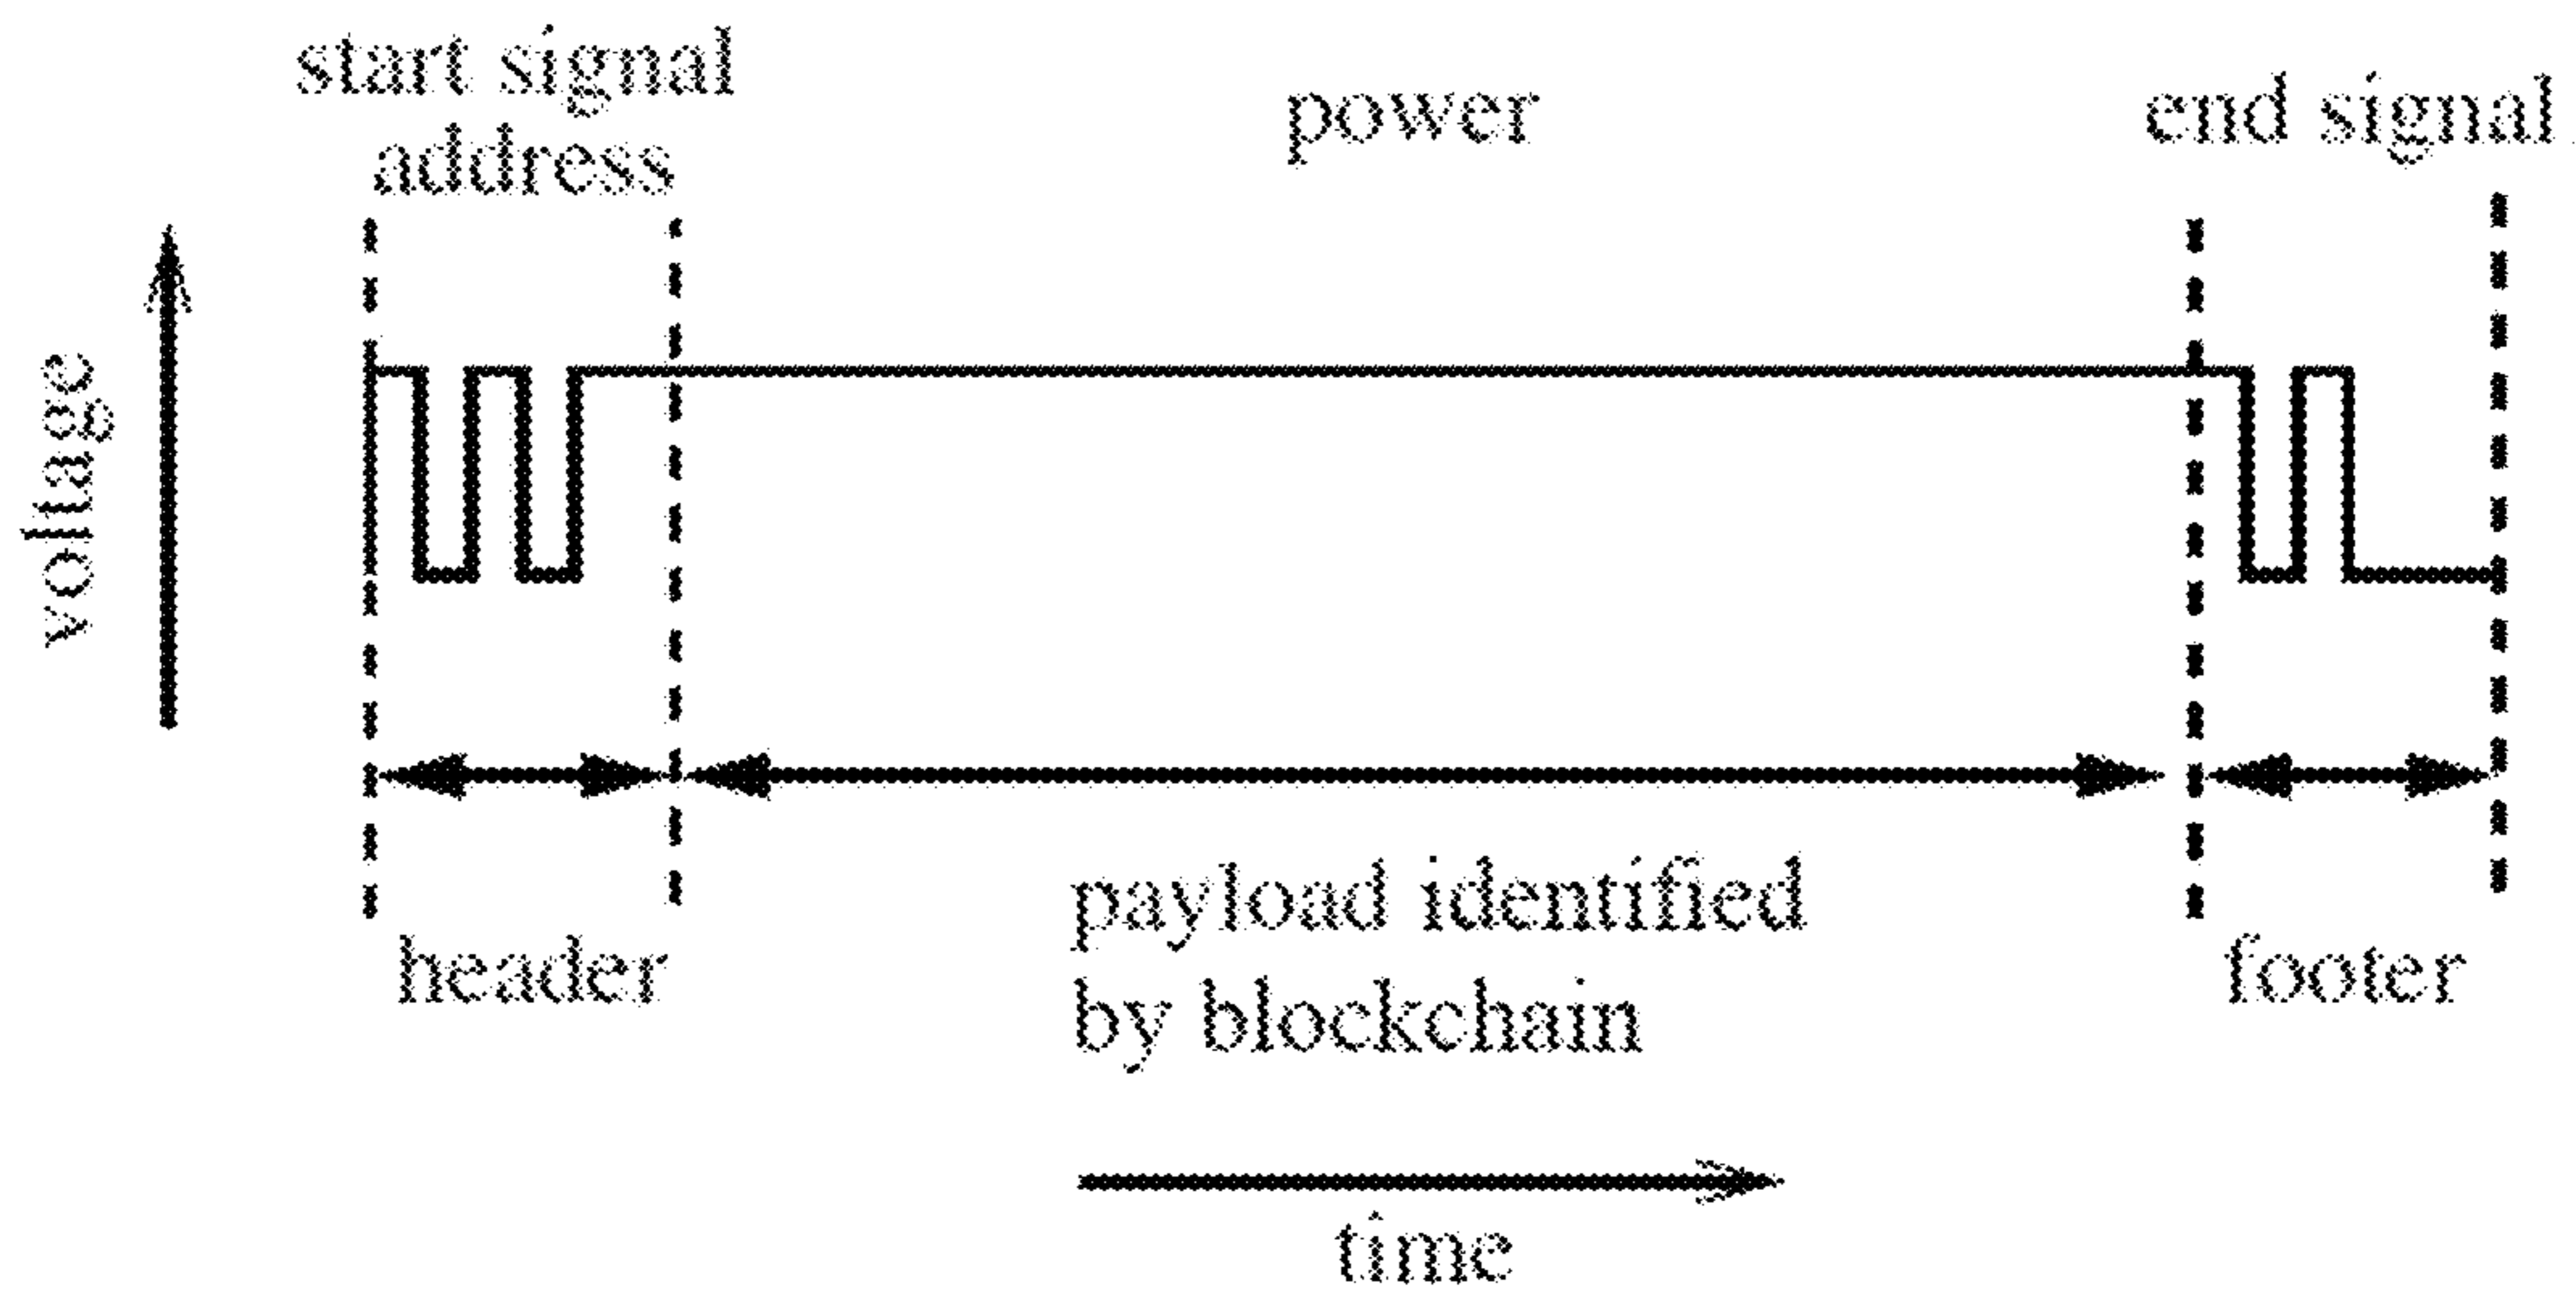 start signal
address
power
end signal
voltage
header
payload identified
by blockchain
footer
time